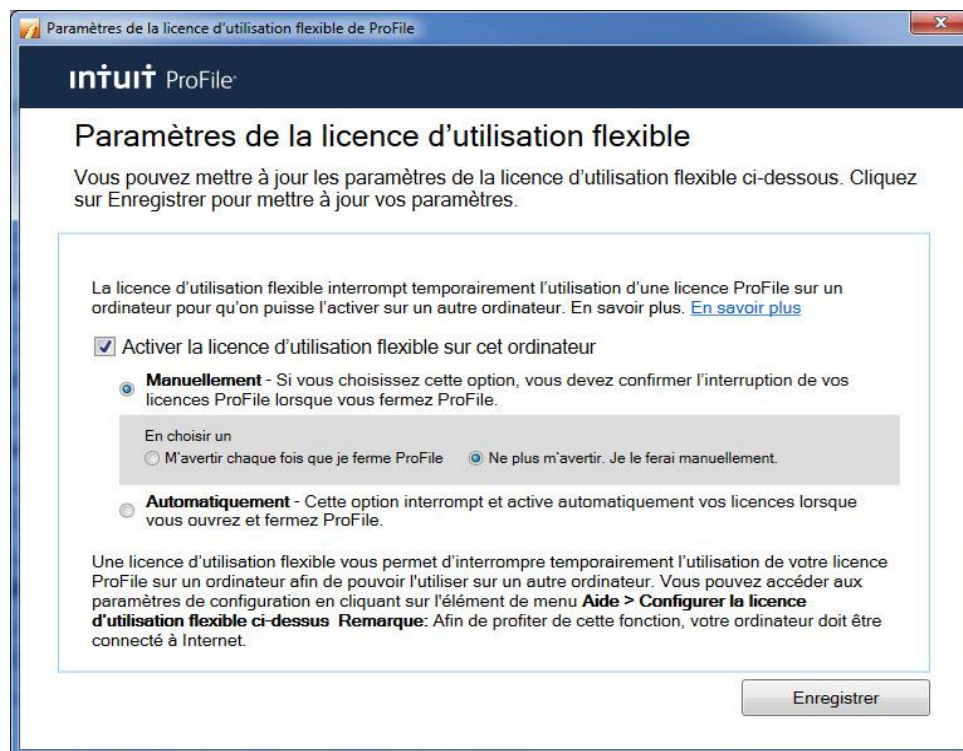 Paramètres de la licence d'utilisation flexible de ProFile
ıntuıt ProFile
Paramètres de la licence d’utilisation flexible
Vous pouvez mettre à jour les paramètres de la licence d’utilisation flexible ci-dessous. Cliquez
sur Enregistrer pour mettre à jour vos paramètres.
La licence d’utilisation flexible interrompt temporairement l’utilisation d’une licence ProFile sur un
ordinateur pour qu’on puisse l’activer sur un autre ordinateur. En savoir plus. En savoir plus
Activer la licence d’utilisation flexible sur cet ordinateur
Manuellement - Si vous choisissez cette option, vous devez confirmer l’interruption de vos
licences ProFile lorsque vous fermez ProFile.
En choisir un
M’avertir chaque fois que je ferme ProFile Ne plus m’avertir. Je le ferai manuellement.
Automatiquement - Cette option interrompt et active automatiquement vos licences lorsque
vous ouvrez et fermez ProFile.
Une licence d’utilisation flexible vous permet d’interrompre temporairement l’utilisation de votre licence
ProFile sur un ordinateur afin de pouvoir l'utiliser sur un autre ordinateur. Vous pouvez accéder aux
paramètres de configuration en cliquant sur l'élément de menu Aide > Configurer la licence
d’utilisation flexible ci-dessus Remarque: Afin de profiter de cette fonction, votre ordinateur doit être
connecté à Internet.
Enregistrer